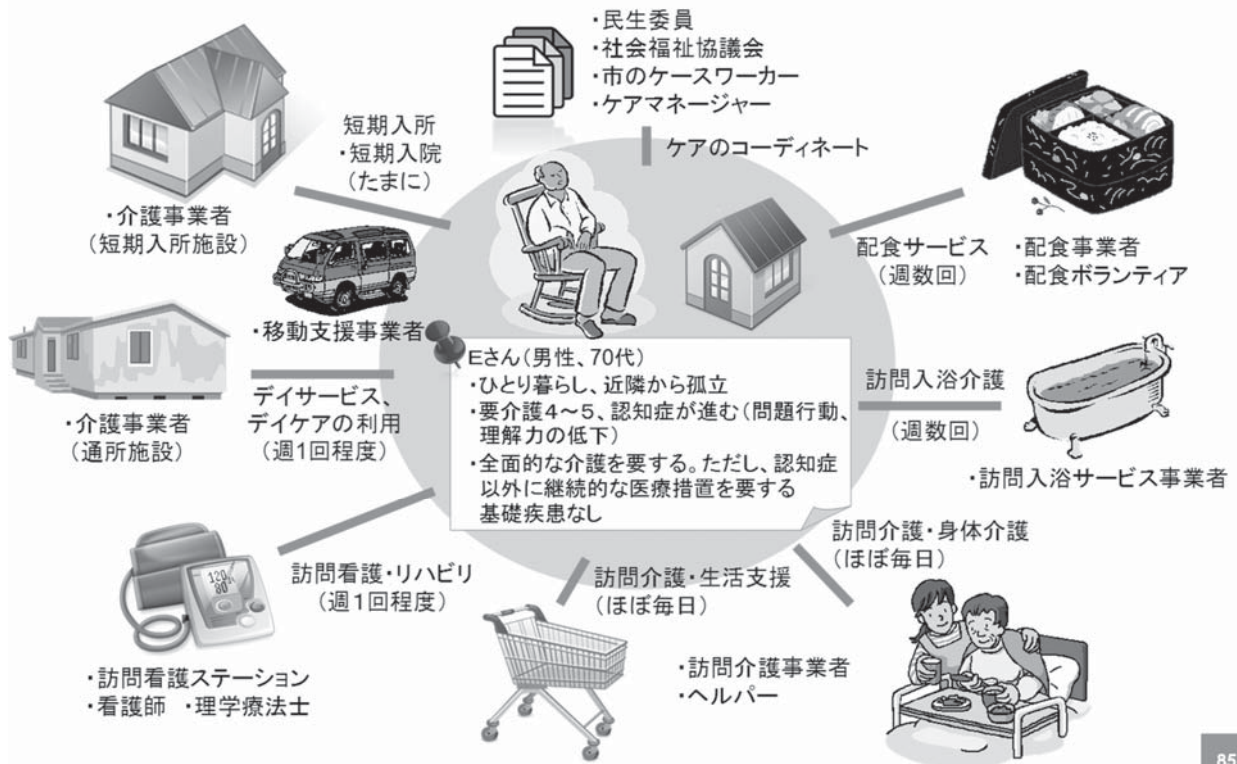 ・民生委員
・社会福祉協議会
・市のケースワーカー
・ケアマネージャー
ケアのコーディネート
短期入所
・短期入院
(たまに)
・介護事業者
(短期入所施設)
・移動支援事業者
配食サービス
(週数回)
・配食事業者
・配食ボランティア
Eさん(男性、70代)
・ひとり暮らし、近隣から孤立
・要介護4~5、認知症が進む(問題行動、
理解力の低下)
・全面的な介護を要する。ただし、認知症
以外に継続的な医療措置を要する
基礎疾患なし
デイサービス、
デイケアの利用
(週1回程度)
・介護事業者
(通所施設)
訪問入浴介護
(週数回)
・訪問入浴サービス事業者
120
80
訪問看護・リハビリ
(週1回程度)
・訪問看護ステーション
・看護師 ・理学療法士
訪問介護・生活支援
(ほぼ毎日)
訪問介護・身体介護
(ほぼ毎日)
・訪問介護事業者
・ヘルパー
85